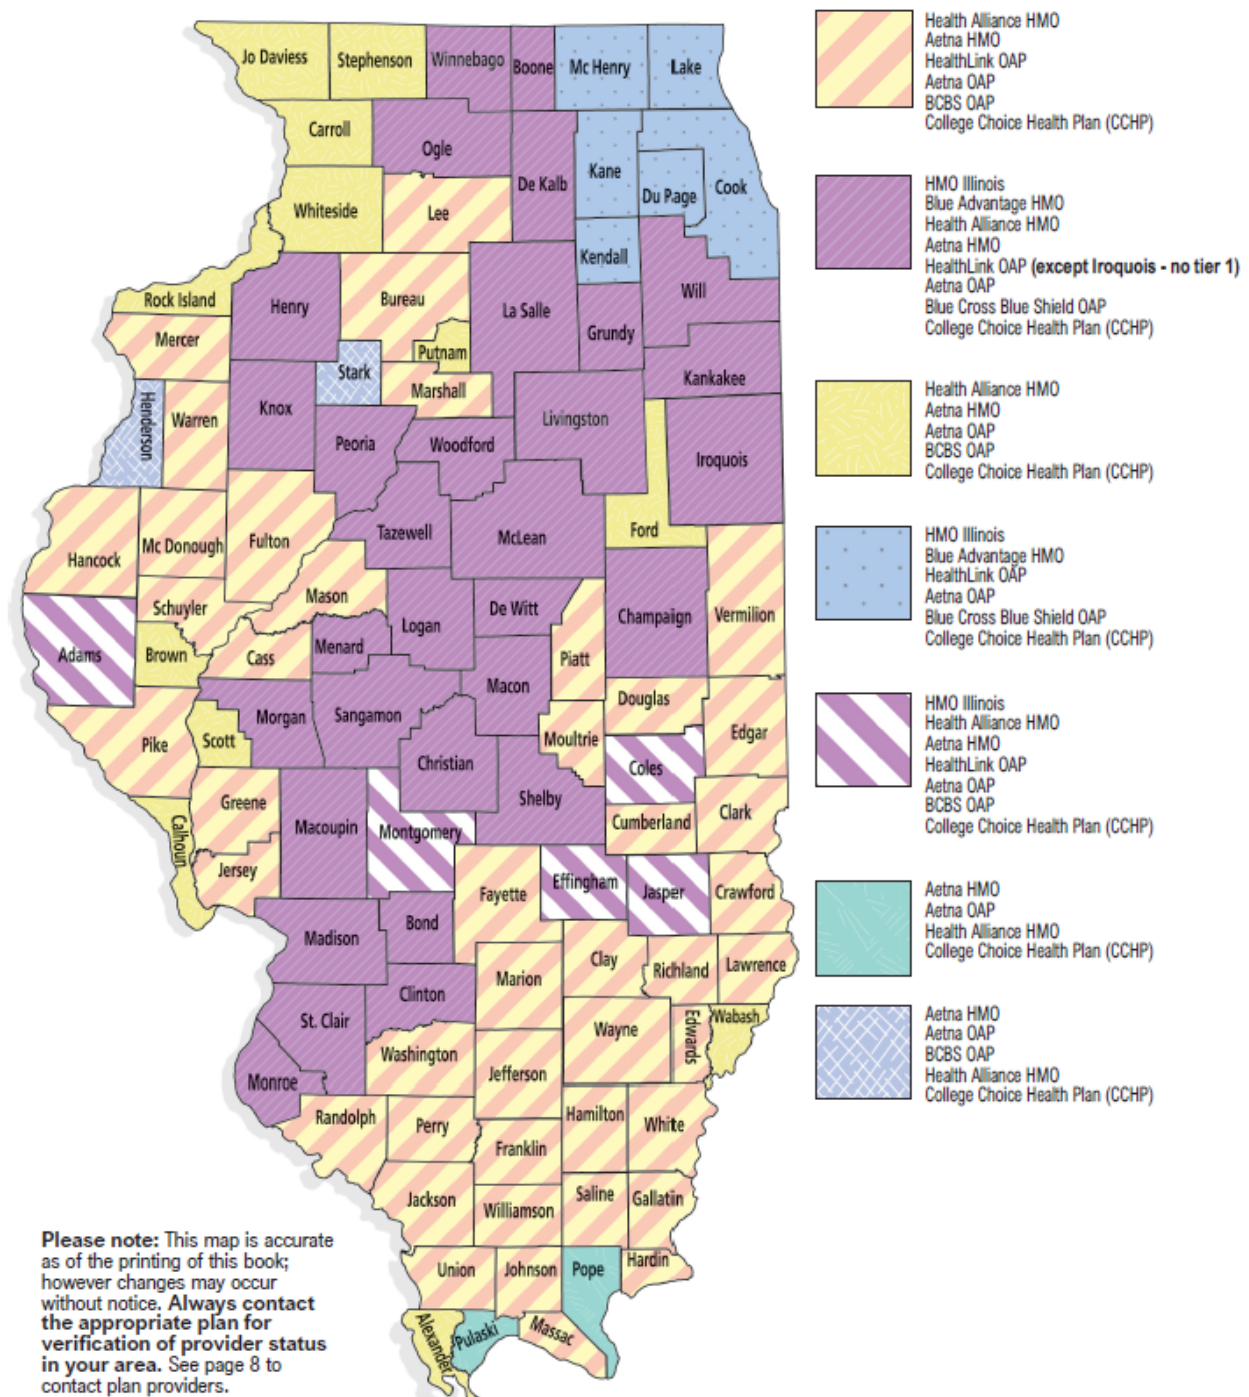 Jo Daviess
Stephenson
Winnebago
Boone
Mc Henry
Lake
Carroll
Ogle
De Kalb
Kane
Du Page
Cook
Whiteside
Lee
Kendall
Rock Island
Henry
Bureau
La Salle
Will
Grundy
Mercer
Putnam
Stark
Kankakee
Marshall
Henderson
Warren
Knox
Livingston
Peoria
Woodford
Iroquois
Hancock
Mc Donough
Fulton
Tazewell
McLean
Ford
Schuyler
Mason
Logan
De Witt
Champaign
Vermilion
Adams
Brown
Cass
Menard
Piatt
Macon
Douglas
Pike
Scott
Morgan
Sangamon
Moultrie
Edgar
Christian
Coles
Greene
Shelby
Calhoun
Macoupin
Montgomery
Cumberland
Clark
Jersey
Fayette
Effingham
Jasper
Crawford
Madison
Bond
Clay
Richland
Lawrence
Marion
Clinton
St. Clair
Wayne
Edwards
Wabash
Washington
Jefferson
Monroe
Randolph
Perry
Hamilton
White
Franklin
Jackson
Williamson
Saline
Gallatin
Union
Johnson
Pope
Hardin
Alexander
Pulaski
Massac
Health Alliance HMO
Aetna HMO
HealthLink OAP
Aetna OAP
BCBS OAP
College Choice Health Plan (CCHP)
HMO Illinois
Blue Advantage HMO
Health Alliance HMO
Aetna HMO
HealthLink OAP (except Iroquois - no tier 1)
Aetna OAP
Blue Cross Blue Shield OAP
College Choice Health Plan (CCHP)
Health Alliance HMO
Aetna HMO
Aetna OAP
BCBS OAP
College Choice Health Plan (CCHP)
HMO Illinois
Blue Advantage HMO
HealthLink OAP
Aetna OAP
Blue Cross Blue Shield OAP
College Choice Health Plan (CCHP)
HMO Illinois
Health Alliance HMO
Aetna HMO
HealthLink OAP
Aetna OAP
BCBS OAP
College Choice Health Plan (CCHP)
Aetna HMO
Aetna OAP
Health Alliance HMO
College Choice Health Plan (CCHP)
Aetna HMO
Aetna OAP
BCBS OAP
Health Alliance HMO
College Choice Health Plan (CCHP)
Please note: This map is accurate
as of the printing of this book;
however changes may occur
without notice. Always contact
the appropriate plan for
verification of provider status
in your area. See page 8 to
contact plan providers.